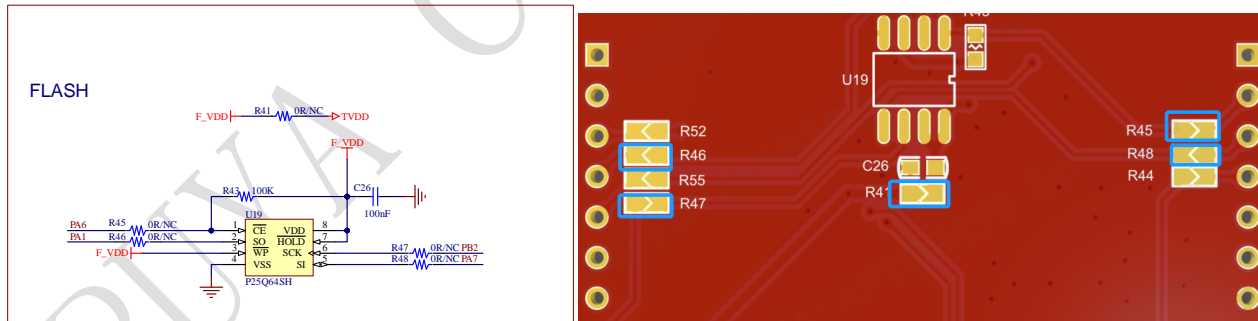 FLASH
R41 0R/NC
F_VDD TVDD
F_VDD
R43 100K
C26
100nF
U19
PA6 R45 0R/NC 1 CE VDD 8
PA1 R46 0R/NC 2 SO HOLD 7
F_VDD 3 WP SCK 6 R47 0R/NC PB2
4 VSS SI 5 R48 0R/NC PA7
P25Q64SH
U19
R52
R46
R55
R47
C26
R41
R45
R48
R44